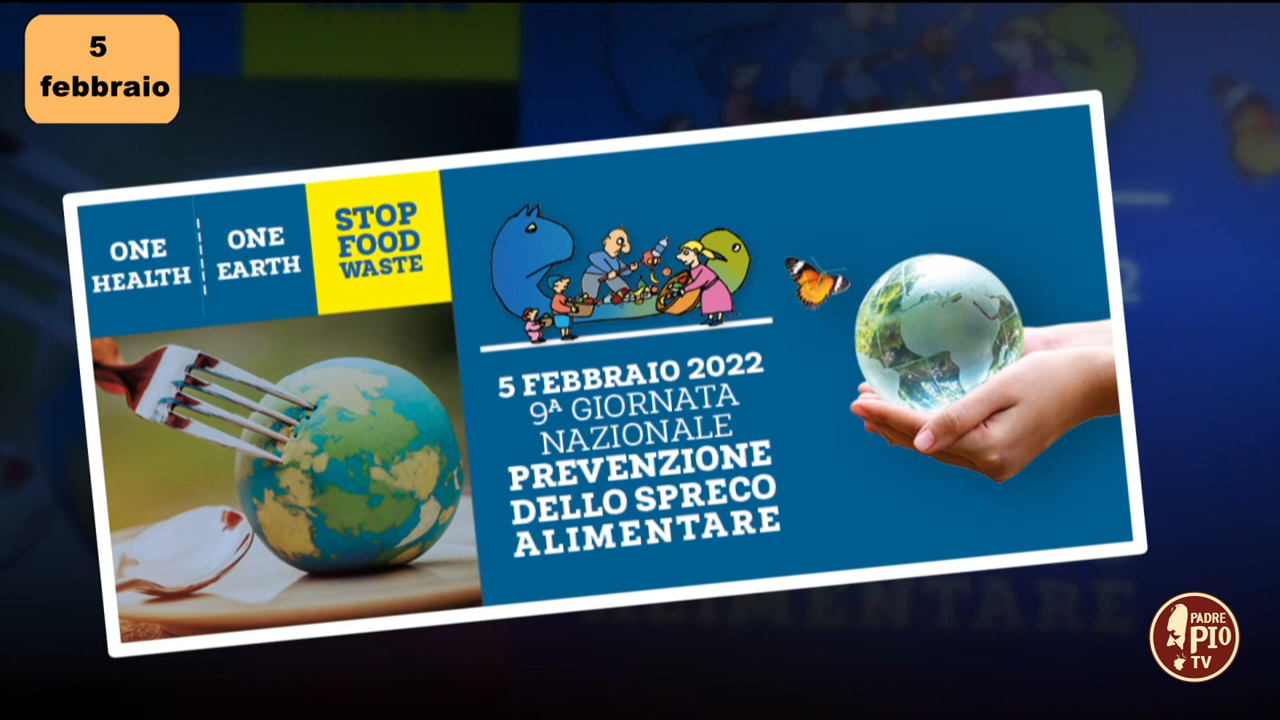 5
febbraio
ONE
HEALTH
ONE
EARTH
STOP
FOOD
WASTE
5 FEBBRAIO 2022
9ª GIORNATA
NAZIONALE
PREVENZIONE
DELLO SPRECO
ALIMENTARE
PADRE
PIO
TV